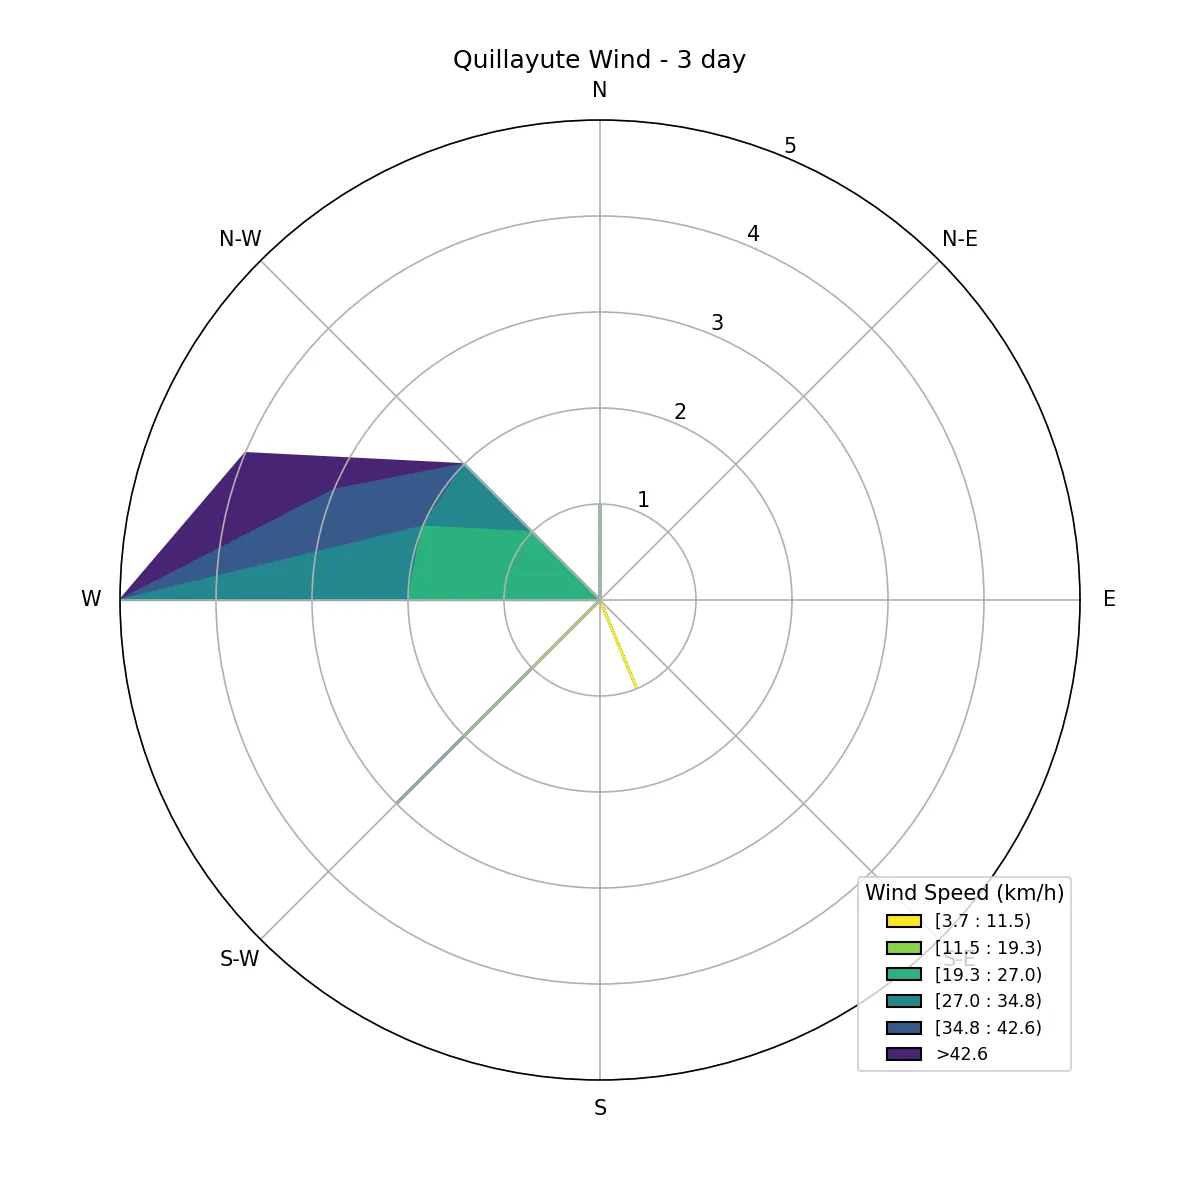 Quillayute Wind - 3 day
N
5
N-W
N-E
4
3
2
1
W
E
S-W
S-E
Wind Speed (km/h)
[3.7 : 11.5)
[11.5 : 19.3)
[19.3 : 27.0)
[27.0 : 34.8)
[34.8 : 42.6)
>42.6
S